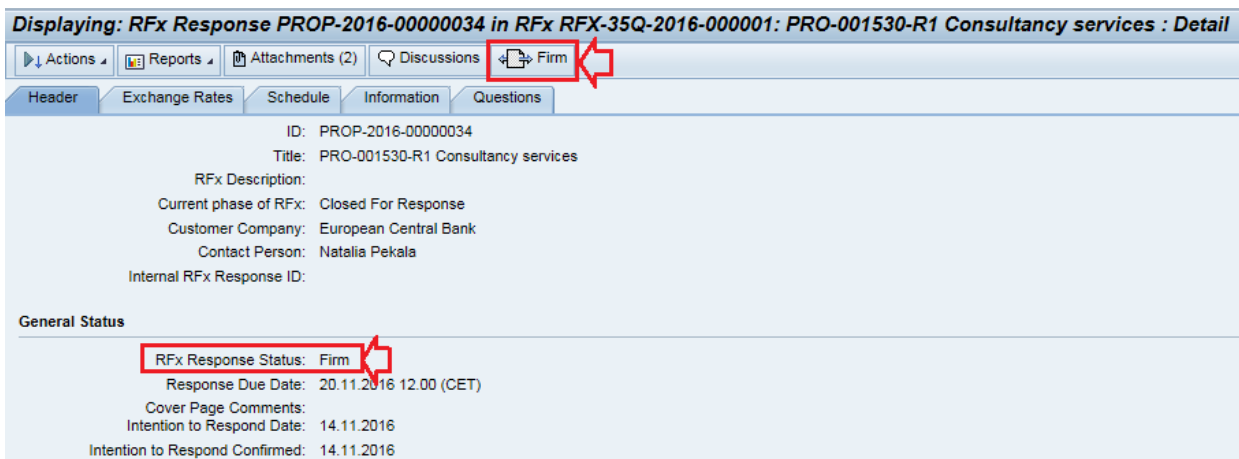 Displaying: RFx Response PROP-2016-00000034 in RFx RFX-35Q-2016-000001: PRO-001530-R1 Consultancy services : Detail
Actions Reports Attachments (2) Discussions Firm
Header Exchange Rates Schedule Information Questions
ID: PROP-2016-00000034
Title: PRO-001530-R1 Consultancy services
RFx Description:
Current phase of RFx: Closed For Response
Customer Company: European Central Bank
Contact Person: Natalia Pekala
Internal RFx Response ID:
General Status
RFx Response Status: Firm
Response Due Date: 20.11.2016 12.00 (CET)
Cover Page Comments:
Intention to Respond Date: 14.11.2016
Intention to Respond Confirmed: 14.11.2016